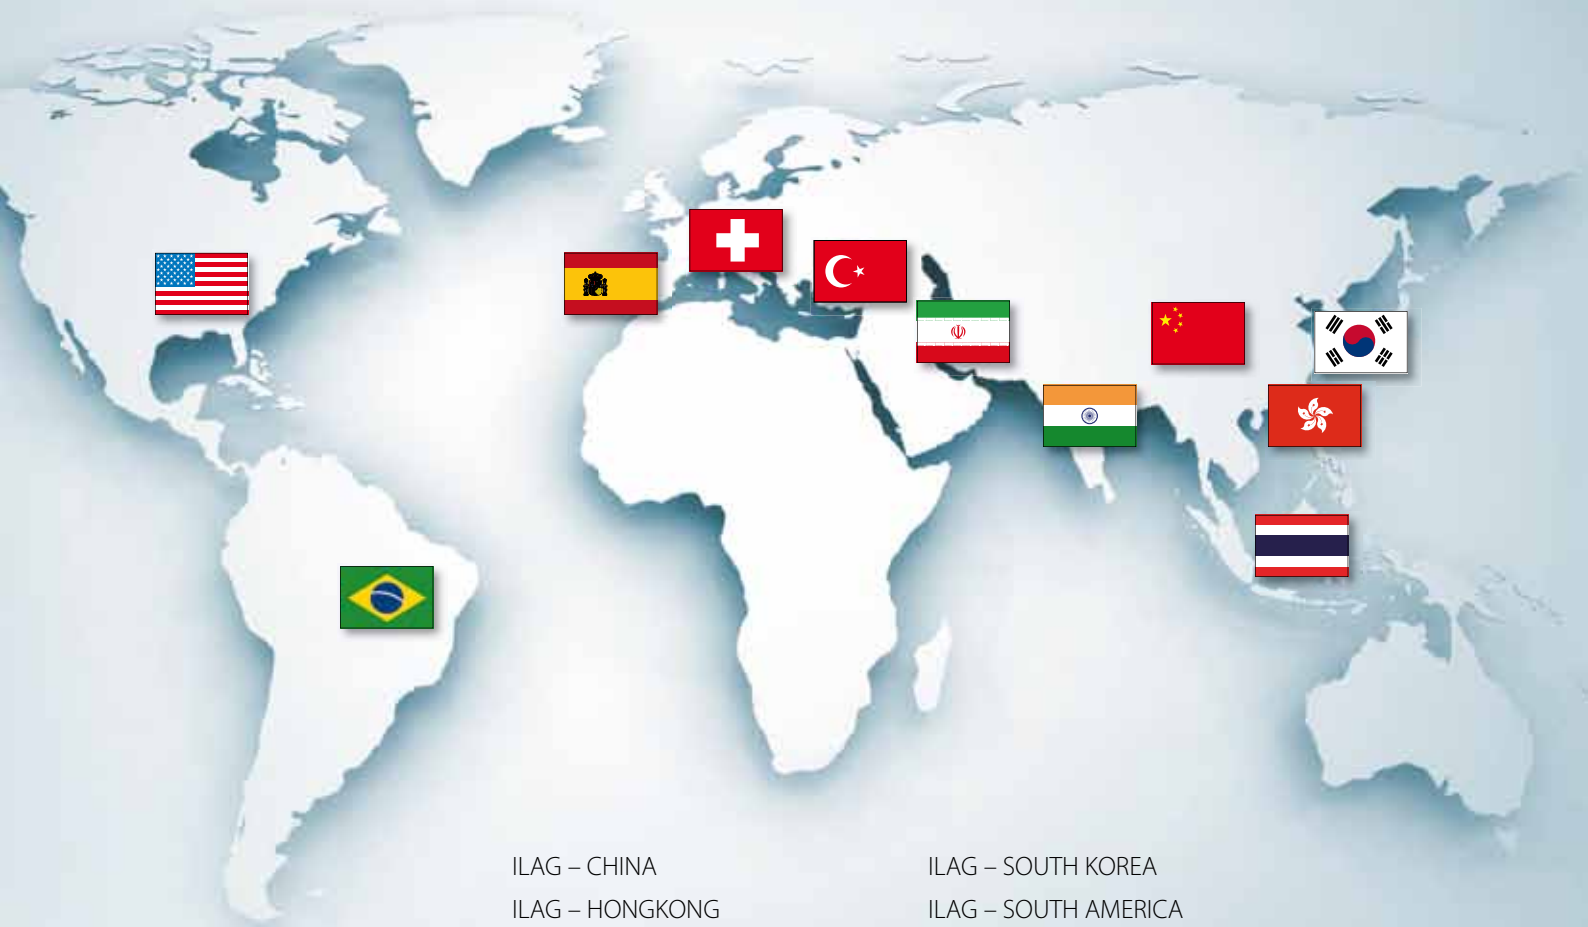 ILAG – CHINA
ILAG – HONGKONG
ILAG – SOUTH KOREA
ILAG – SOUTH AMERICA